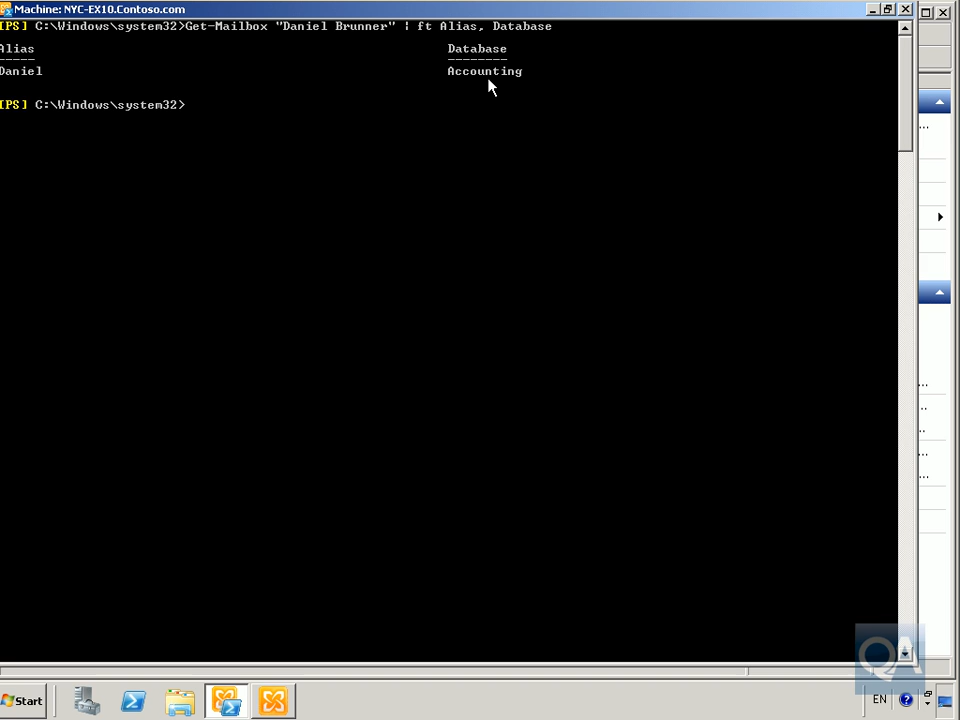 Machine: NYC-EX10.Contoso.com
[PS] C:\Windows\system32>Get-Mailbox "Daniel Brunner" | ft Alias, Database
Alias Database
----- --------
Daniel Accounting
[PS] C:\Windows\system32>
...
...
..
..
...
...
QA
Start
EN